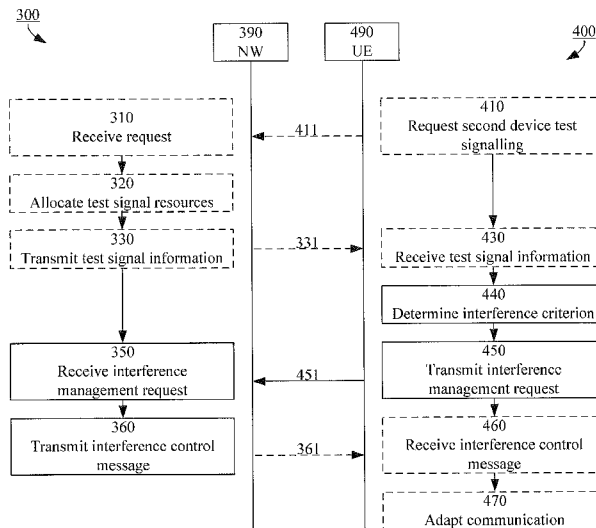 300
390
NW
490
UE
400
310
Receive request
411
410
Request second device test
signalling
320
Allocate test signal resources
330
Transmit test signal information
331
430
Receive test signal information
440
Determine interference criterion
350
Receive interference
management request
451
450
Transmit interference
management request
360
Transmit interference control
message
361
460
Receive interference control
message
470
Adapt communication